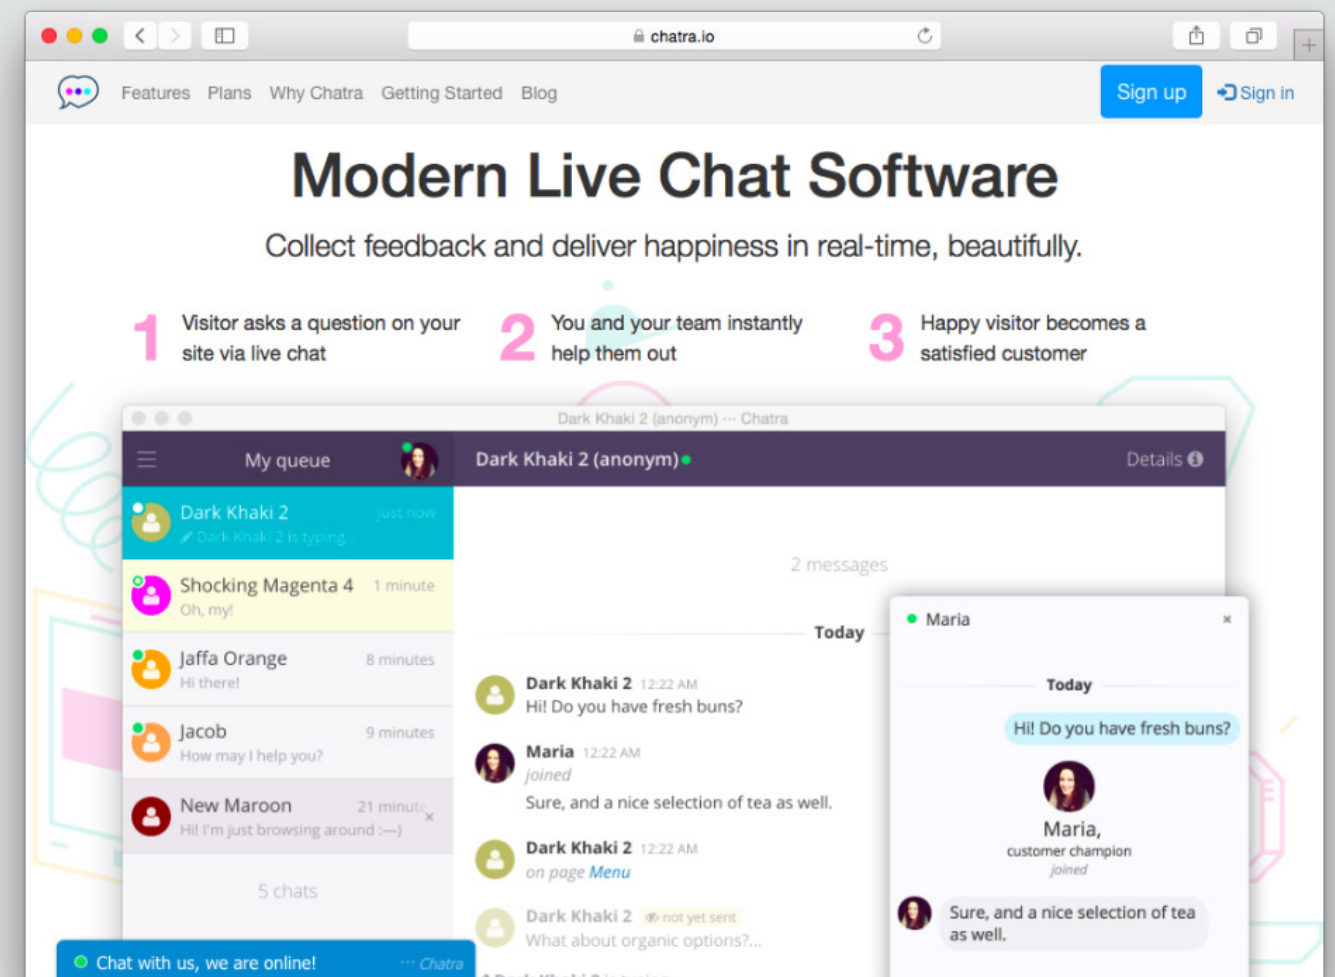 chatra.io
Features Plans Why Chatra Getting Started Blog
Sign up Sign in
Modern Live Chat Software
Collect feedback and deliver happiness in real-time, beautifully.
1 Visitor asks a question on your
site via live chat
2 You and your team instantly
help them out
3 Happy visitor becomes a
satisfied customer
Dark Khaki 2 (anonym) ··· Chatra
My queue
Dark Khaki 2 (anonym)
Details
Dark Khaki 2 just now
Dark Khaki 2 is typing...
Shocking Magenta 4 1 minute
Oh, my!
Jaffa Orange 8 minutes
Hi there!
Jacob 9 minutes
How may I help you?
New Maroon 21 minute
Hi! I'm just browsing around :—)
5 chats
Chat with us, we are online! ··· Chatra
2 messages
Today
Dark Khaki 2 12:22 AM
Hi! Do you have fresh buns?
Maria 12:22 AM
joined
Sure, and a nice selection of tea as well.
Dark Khaki 2 12:22 AM
on page Menu
Dark Khaki 2 not yet sent
What about organic options?...
Dark Khaki 2 is typing
Maria ×
Today
Hi! Do you have fresh buns?
Maria,
customer champion
joined
Sure, and a nice selection of tea
as well.